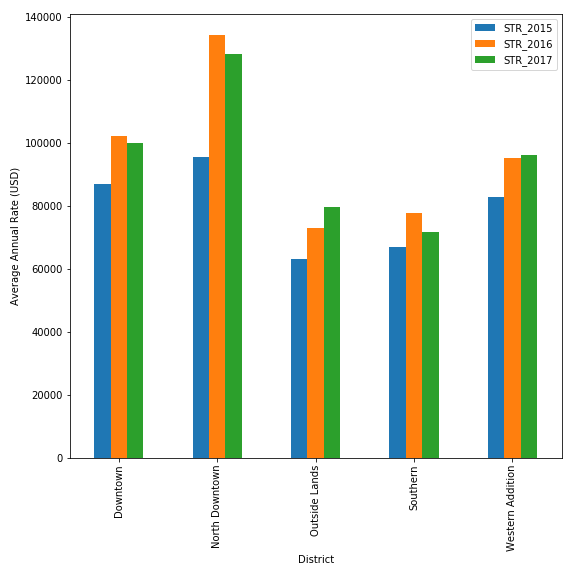 140000
120000
100000
80000
60000
40000
20000
0
Average Annual Rate (USD)
STR_2015
STR_2016
STR_2017
Downtown
North Downtown
Outside Lands
Southern
Western Addition
District